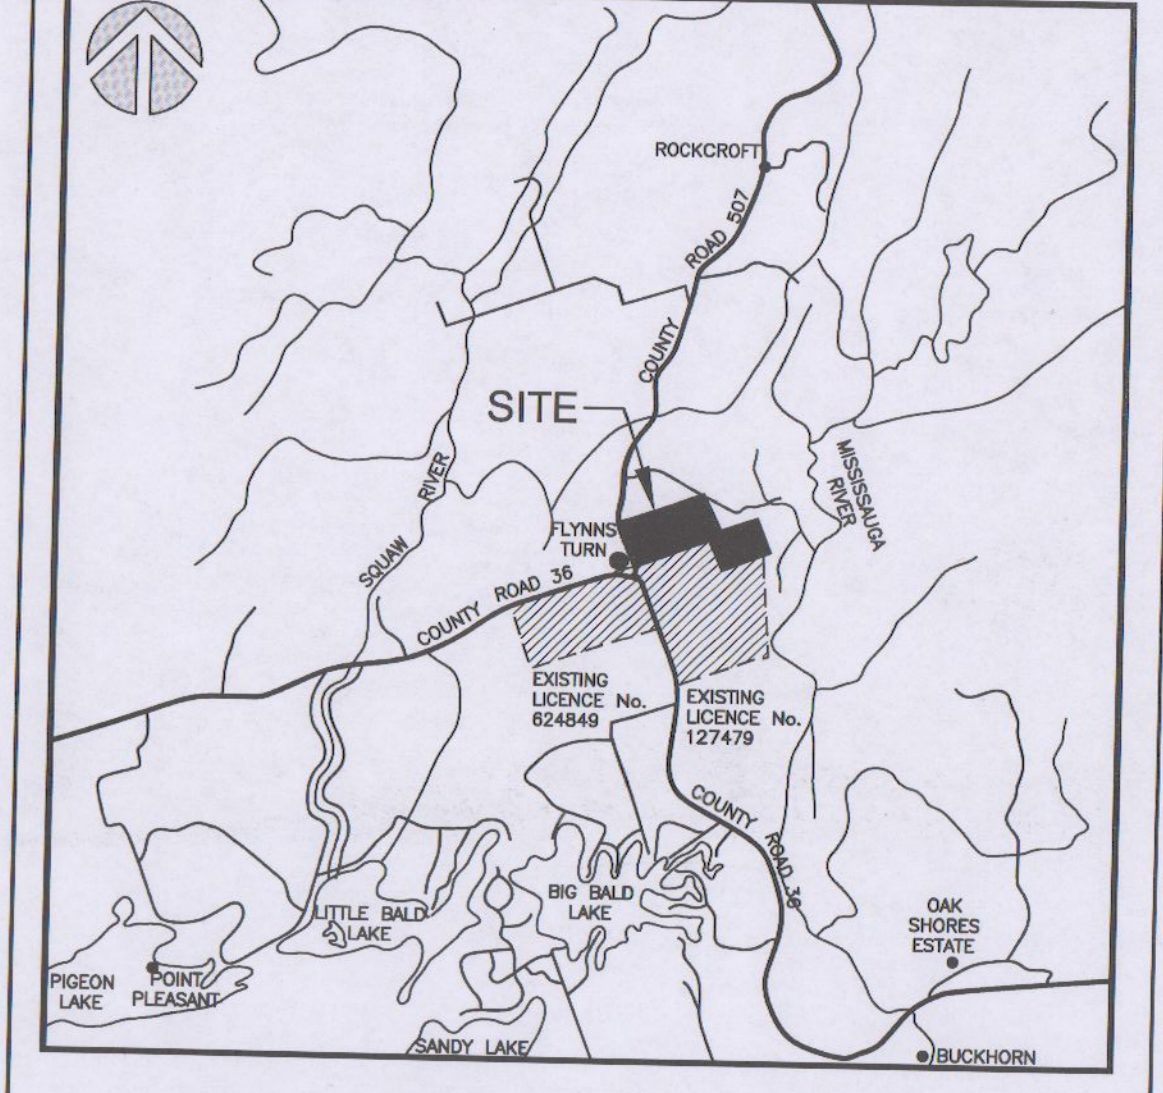 ROCKCROFT
COUNTY ROAD 507
SITE
MISSISSAUGA
RIVER
SQUAW RIVER
FLYNNS
TURN
COUNTY ROAD 36
EXISTING
LICENCE No.
624849
EXISTING
LICENCE No.
127479
COUNTY ROAD 36
BIG BALD
LAKE
LITTLE BALD
LAKE
OAK
SHORES
ESTATE
PIGEON
LAKE
POINT
PLEASANT
SANDY LAKE
BUCKHORN